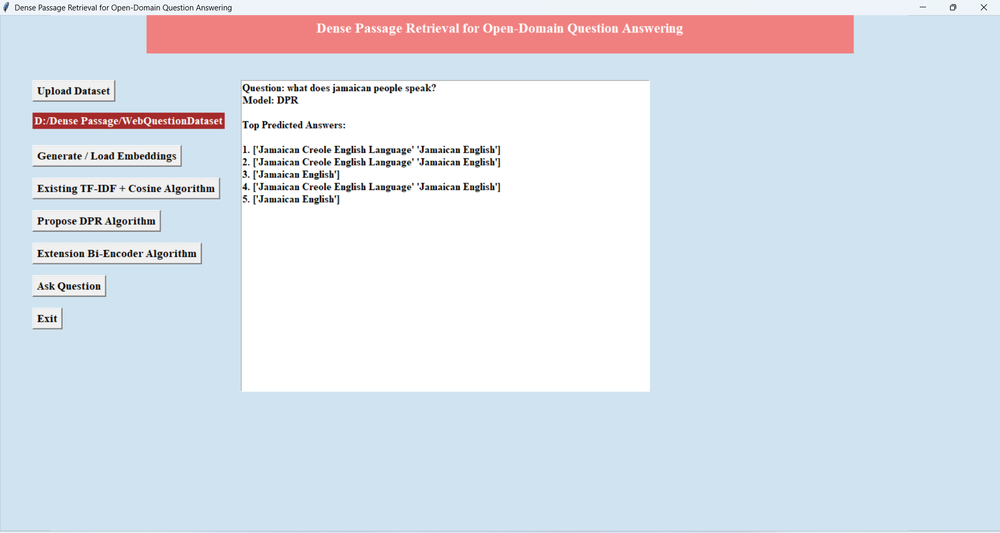 Dense Passage Retrieval for Open-Domain Question Answering
Dense Passage Retrieval for Open-Domain Question Answering
Upload Dataset
D:/Dense Passage/WebQuestionDataset
Generate / Load Embeddings
Existing TF-IDF + Cosine Algorithm
Propose DPR Algorithm
Extension Bi-Encoder Algorithm
Ask Question
Exit
Question: what does jamaican people speak?
Model: DPR
Top Predicted Answers:
1. ['Jamaican Creole English Language' 'Jamaican English']
2. ['Jamaican Creole English Language' 'Jamaican English']
3. ['Jamaican English']
4. ['Jamaican Creole English Language' 'Jamaican English']
5. ['Jamaican English']